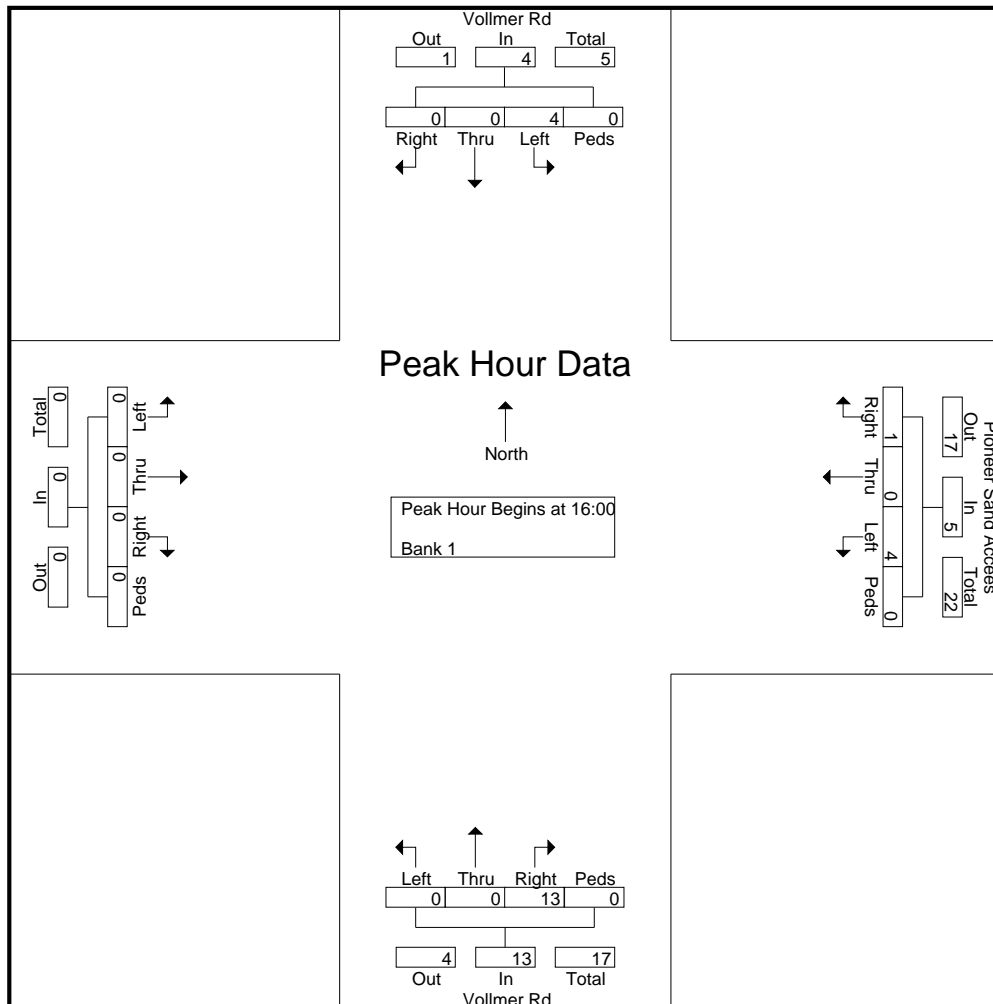 Vollmer Rd
Out In Total
1 4 5
0 0 4 0
Right Thru Left Peds
Peak Hour Data
North
Peak Hour Begins at 16:00
Bank 1
Total In Out
0 0 0
0 0 0 0
Left Thru Right Peds
Right Thru Left Peds
1 0 4 0
17 5 22
Out In Total
Pioneer Sand Accees
Left Thru Right Peds
0 0 13 0
4 13 17
Out In Total
Vollmer Rd